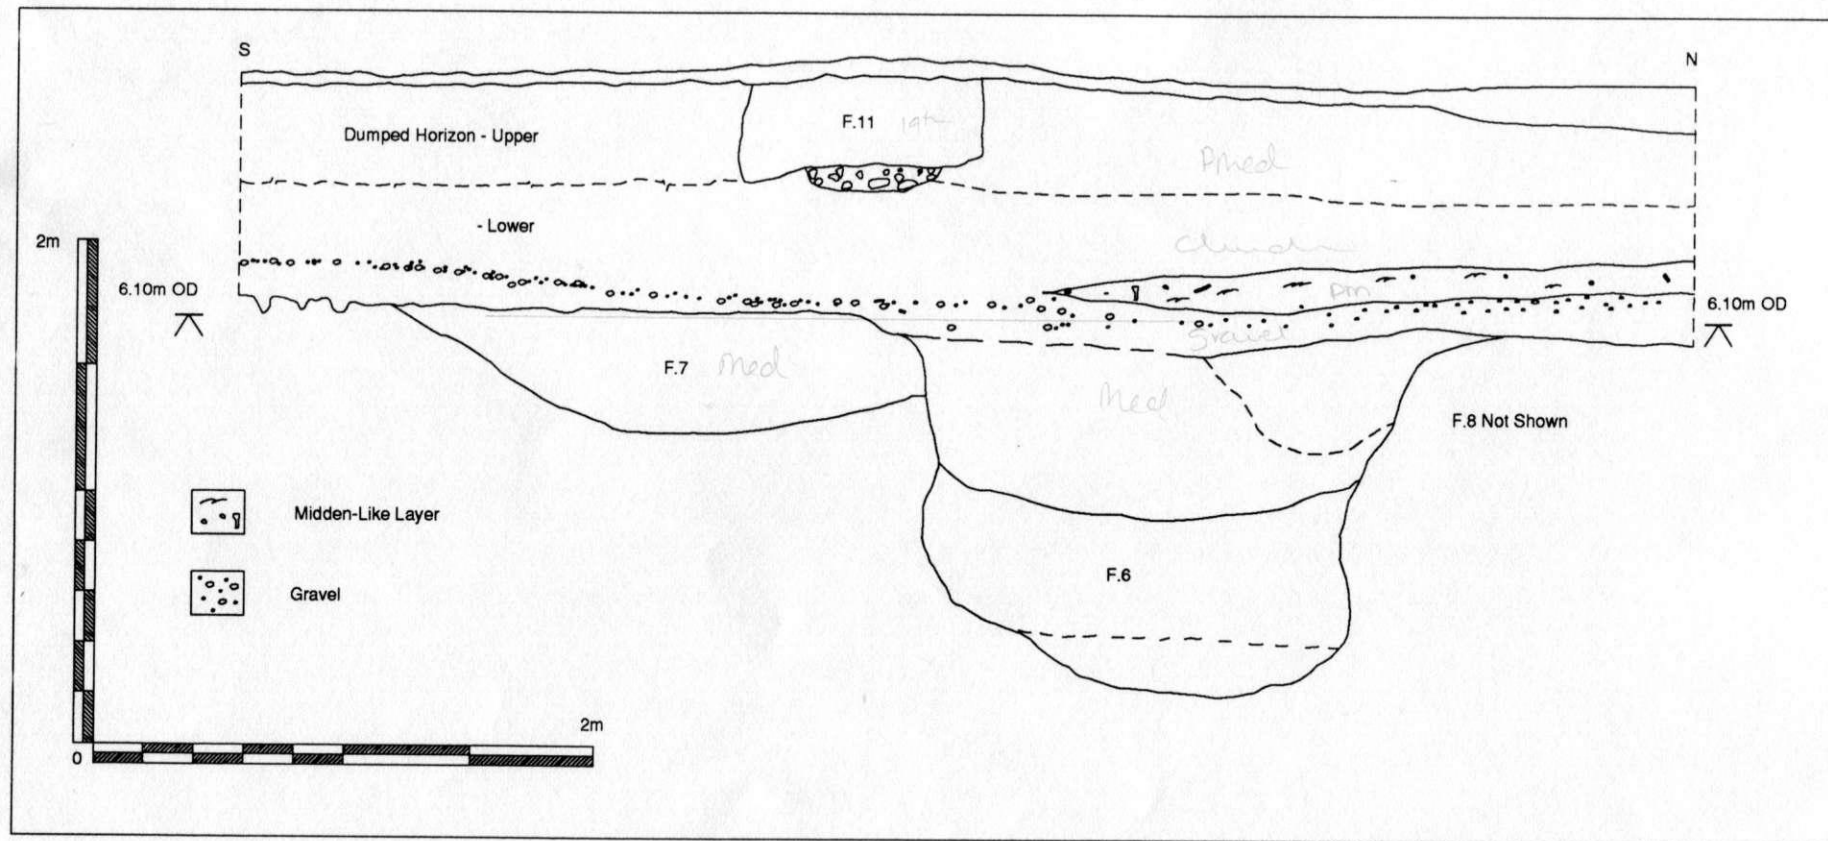 S
N
Dumped Horizon - Upper
F.11 19th
Pmed
- Lower
2m
6.10m OD
pm
6.10m OD
gravel
F.7 Med
Med
F.8 Not Shown
Midden-Like Layer
F.6
Gravel
2m
0